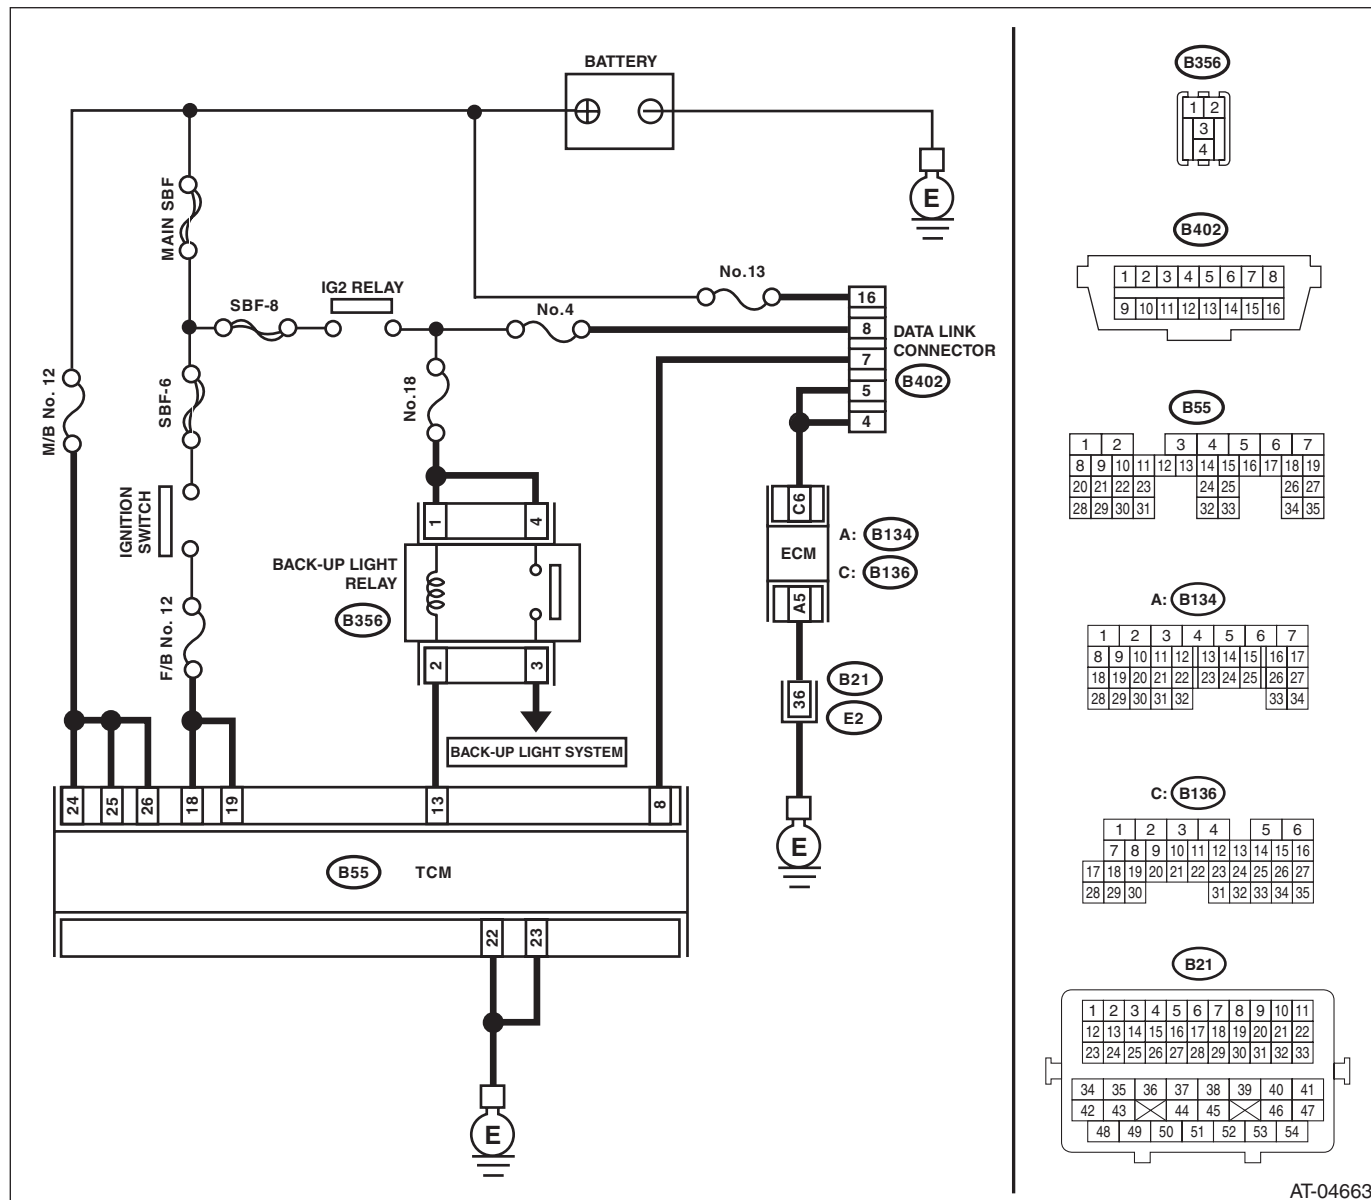 BATTERY
E
MAIN SBF
SBF-8
IG2 RELAY
No.4
No.13
16
8
7
5
4
DATA LINK
CONNECTOR
B402
M/B No. 12
SBF-6
No.18
IGNITION
SWITCH
F/B No. 12
1
4
BACK-UP LIGHT
RELAY
B356
2
3
BACK-UP LIGHT SYSTEM
C6
ECM
A5
A: B134
C: B136
36
B21
E2
E
24 25 26 18 19 13 8
B55 TCM
22 23
E
B356
1 2
3
4
B402
1 2 3 4 5 6 7 8
9 10 11 12 13 14 15 16
B55
1 2 3 4 5 6 7
8 9 10 11 12 13 14 15 16 17 18 19
20 21 22 23 24 25 26 27
28 29 30 31 32 33 34 35
A: B134
1 2 3 4 5 6 7
8 9 10 11 12 13 14 15 16 17
18 19 20 21 22 23 24 25 26 27
28 29 30 31 32 33 34
C: B136
1 2 3 4 5 6
7 8 9 10 11 12 13 14 15 16
17 18 19 20 21 22 23 24 25 26 27
28 29 30 31 32 33 34 35
B21
1 2 3 4 5 6 7 8 9 10 11
12 13 14 15 16 17 18 19 20 21 22
23 24 25 26 27 28 29 30 31 32 33
34 35 36 37 38 39 40 41
42 43 44 45 46 47
48 49 50 51 52 53 54
AT-04663